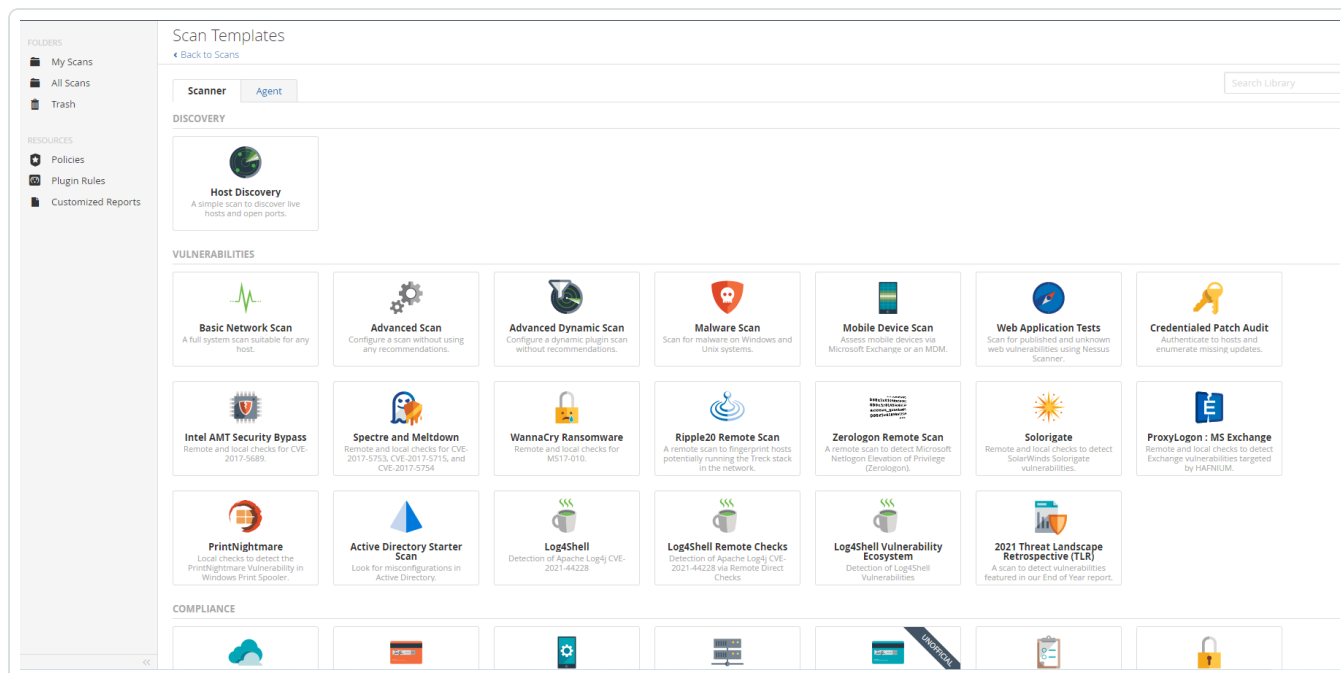 FOLDERS
My Scans
All Scans
Trash
RESOURCES
Policies
Plugin Rules
Customized Reports
Scan Templates
Back to Scans
Scanner
Agent
Search Library
DISCOVERY
Host Discovery
A simple scan to discover live
hosts and open ports.
VULNERABILITIES
Basic Network Scan
A full system scan suitable for any
host.
Advanced Scan
Configure a scan without using
any recommendations.
Advanced Dynamic Scan
Configure a dynamic plugin scan
without recommendations.
Malware Scan
Scan for malware on Windows and
Unix systems.
Mobile Device Scan
Assess mobile devices via
Microsoft Exchange or an MDM.
Web Application Tests
Scan for published and unknown
web vulnerabilities using Nessus
Scanner.
Credentialed Patch Audit
Authenticate to hosts and
enumerate missing updates.
Intel AMT Security Bypass
Remote and local checks for CVE-
2017-5689.
Spectre and Meltdown
Remote and local checks for CVE-
2017-5753, CVE-2017-5715, and
CVE-2017-5754
WannaCry Ransomware
Remote and local checks for
MS17-010.
Ripple20 Remote Scan
A remote scan to fingerprint hosts
potentially running the Treck stack
in the network.
Zerologon Remote Scan
A remote scan to detect Microsoft
Netlogon Elevation of Privilege
(Zerologon).
Solorigate
Remote and local checks to detect
SolarWinds Solorigate
vulnerabilities.
ProxyLogon : MS Exchange
Remote and local checks to detect
Exchange vulnerabilities targeted
by HAFNIUM.
PrintNightmare
Local checks to detect the
PrintNightmare Vulnerability in
Windows Print Spooler.
Active Directory Starter
Scan
Look for misconfigurations in
Active Directory.
Log4Shell
Detection of Apache Log4j CVE-
2021-44228
Log4Shell Remote Checks
Detection of Apache Log4j CVE-
2021-44228 via Remote Direct
Checks
Log4Shell Vulnerability
Ecosystem
Detection of Log4Shell
Vulnerabilities
2021 Threat Landscape
Retrospective (TLR)
A scan to detect vulnerabilities
featured in our End of Year report.
COMPLIANCE
UNOFFICIAL